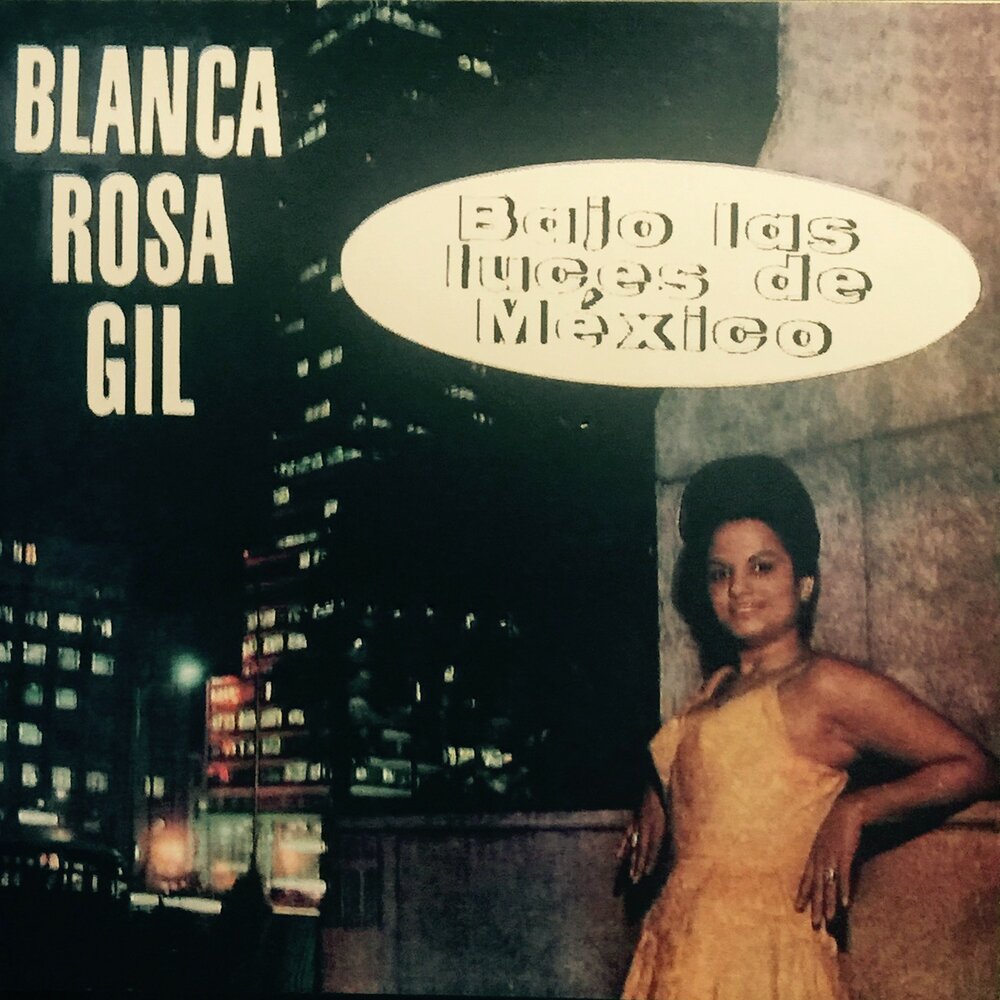 BLANCA
ROSA
GIL
Bajo las
luces de
México